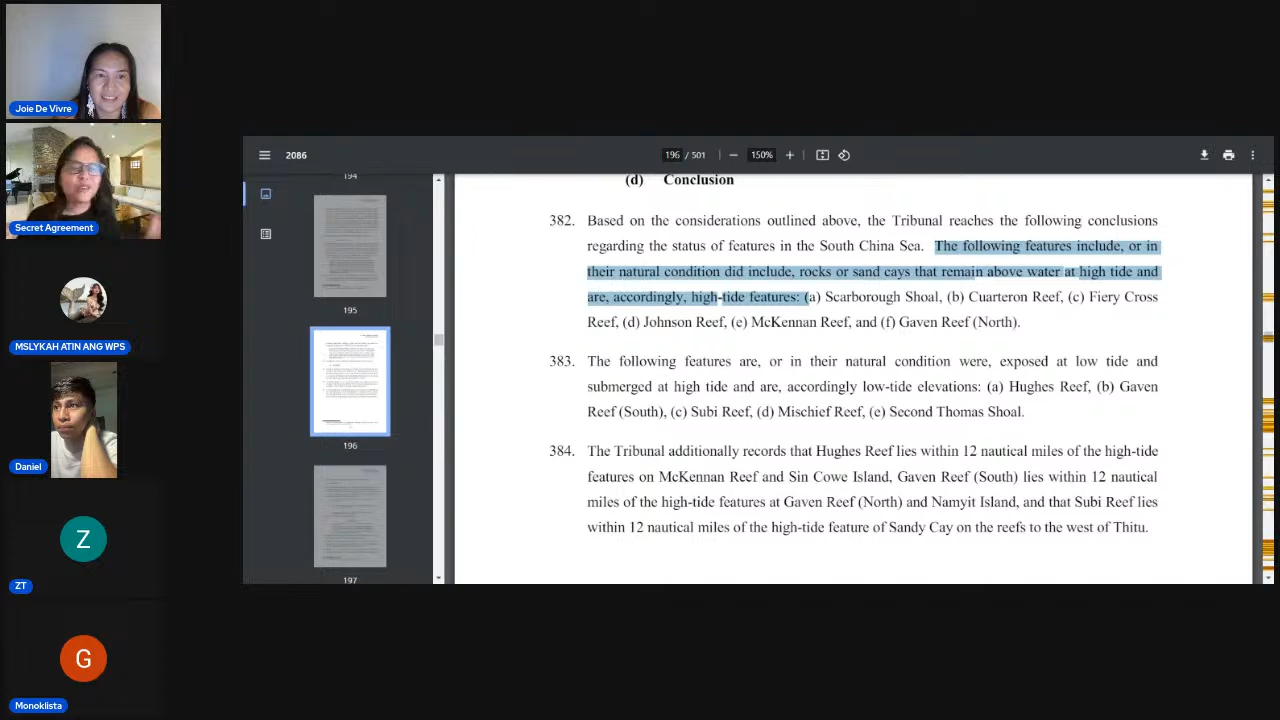 Joie De Vivre
Secret Agreement
MSLYKAH ATIN ANG WPS
Daniel
Z
ZT
G
Monoklista
2086
196 / 501
150%
194
195
196
197
(d) Conclusion
382. Based on the considerations outlined above, the Tribunal reaches the following conclusions
regarding the status of features in the South China Sea. The following features include, or in
their natural condition did include, rocks or sand cays that remain above water at high tide and
are, accordingly, high-tide features: (a) Scarborough Shoal, (b) Cuarteron Reef, (c) Fiery Cross
Reef, (d) Johnson Reef, (e) McKennan Reef, and (f) Gaven Reef (North).
383. The following features are, or in their natural condition were, exposed at low tide and
submerged at high tide and are, accordingly low-tide elevations: (a) Hughes Reef, (b) Gaven
Reef (South), (c) Subi Reef, (d) Mischief Reef, (e) Second Thomas Shoal.
384. The Tribunal additionally records that Hughes Reef lies within 12 nautical miles of the high-tide
features on McKennan Reef and Sin Cowe Island, Gaven Reef (South) lies within 12 nautical
miles of the high-tide features at Gaven Reef (North) and Namyit Island, and that Subi Reef lies
within 12 nautical miles of the high-tide feature of Sandy Cay on the reefs to the west of Thitu.